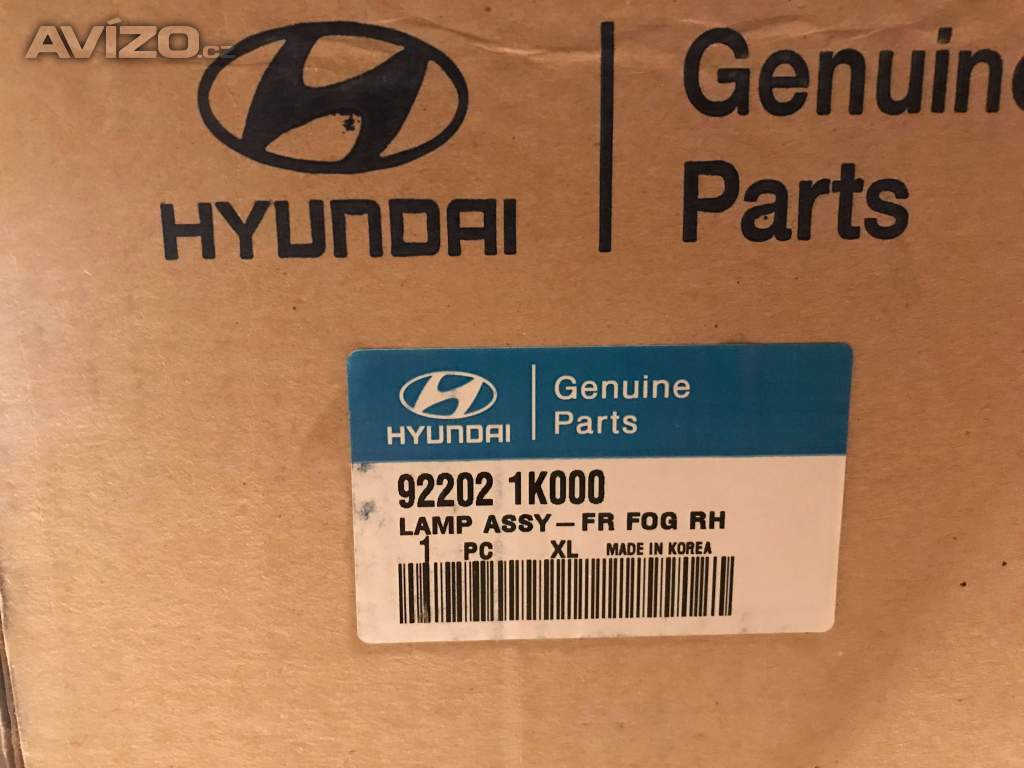 AVÍZO.cz
HYUNDAI
Genuine
Parts
HYUNDAI
Genuine
Parts
92202 1K000
LAMP ASSY-FR FOG RH
1 PC XL MADE IN KOREA